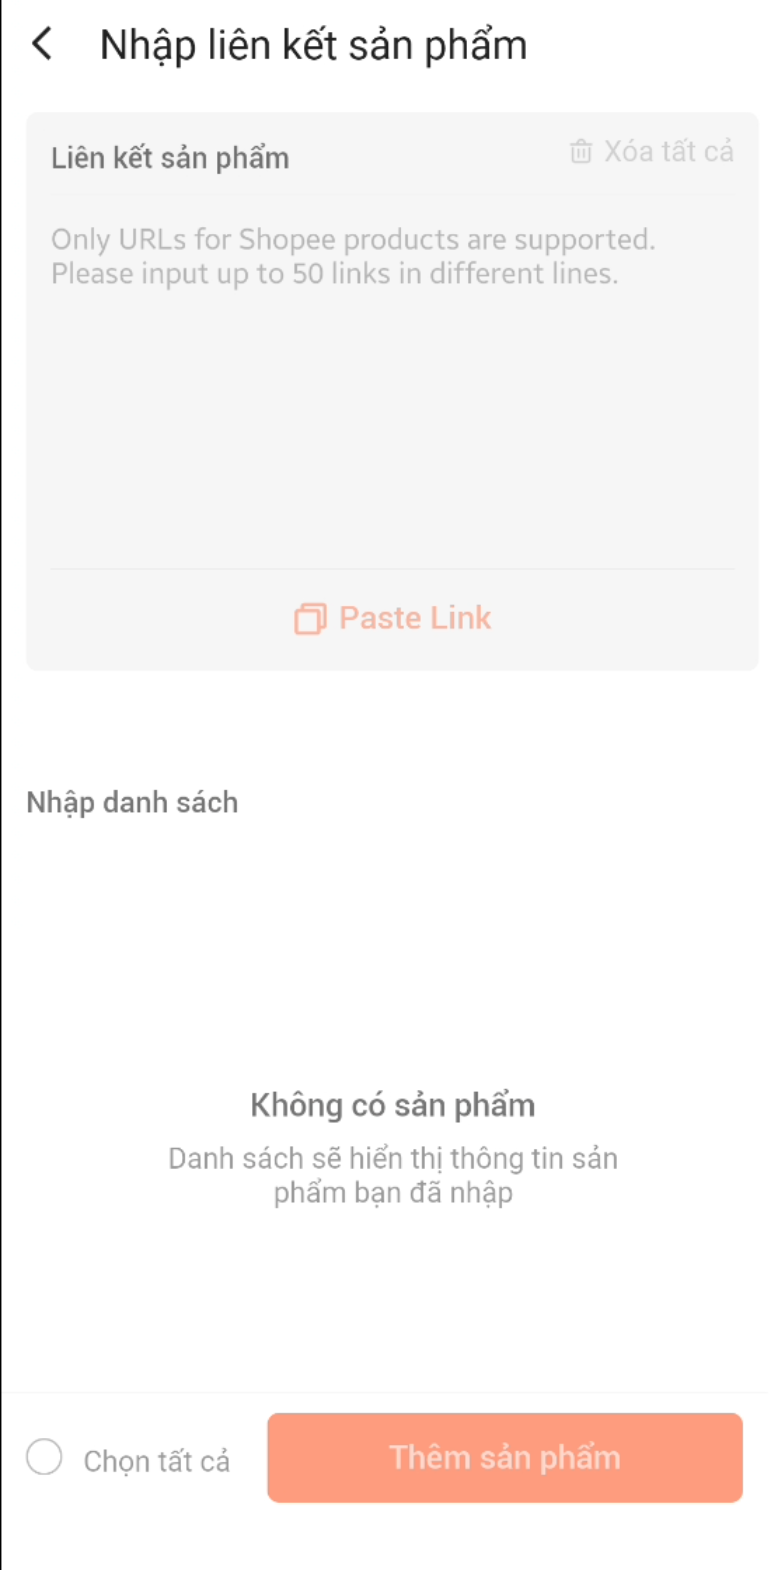 Nhập liên kết sản phẩm
Liên kết sản phẩm
Xóa tất cả
Only URLs for Shopee products are supported.
Please input up to 50 links in different lines.
Paste Link
Nhập danh sách
Không có sản phẩm
Danh sách sẽ hiển thị thông tin sản
phẩm bạn đã nhập
Chọn tất cả
Thêm sản phẩm